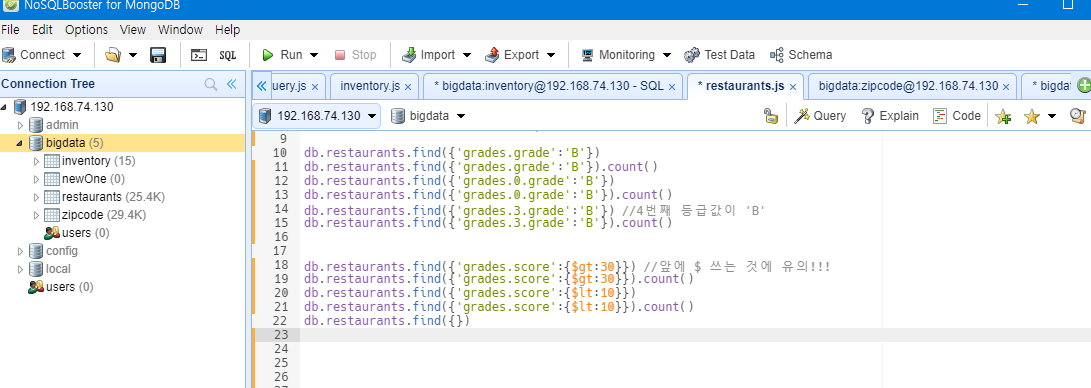 NoSQLBooster for MongoDB
File Edit Options View Window Help
Connect SQL Run Stop Import Export Monitoring Test Data Schema
Connection Tree
uery.js inventory.js * bigdata:inventory@192.168.74.130 - SQL * restaurants.js bigdata:zipcode@192.168.74.130 * bigdat
192.168.74.130
admin
bigdata (5)
inventory (15)
newOne (0)
restaurants (25.4K)
zipcode (29.4K)
users (0)
config
local
users (0)
192.168.74.130 bigdata Query Explain Code
9
10 db.restaurants.find({'grades.grade':'B'})
11 db.restaurants.find({'grades.grade':'B'}).count()
12 db.restaurants.find({'grades.0.grade':'B'})
13 db.restaurants.find({'grades.0.grade':'B'}).count()
14 db.restaurants.find({'grades.3.grade':'B'}) //4번째 등급값이 'B'
15 db.restaurants.find({'grades.3.grade':'B'}).count()
16
17
18 db.restaurants.find({'grades.score':{$gt:30}}) //앞에 $ 쓰는 것에 유의!!!
19 db.restaurants.find({'grades.score':{$gt:30}}).count()
20 db.restaurants.find({'grades.score':{$lt:10}})
21 db.restaurants.find({'grades.score':{$lt:10}}).count()
22 db.restaurants.find({})
23
24
25
26